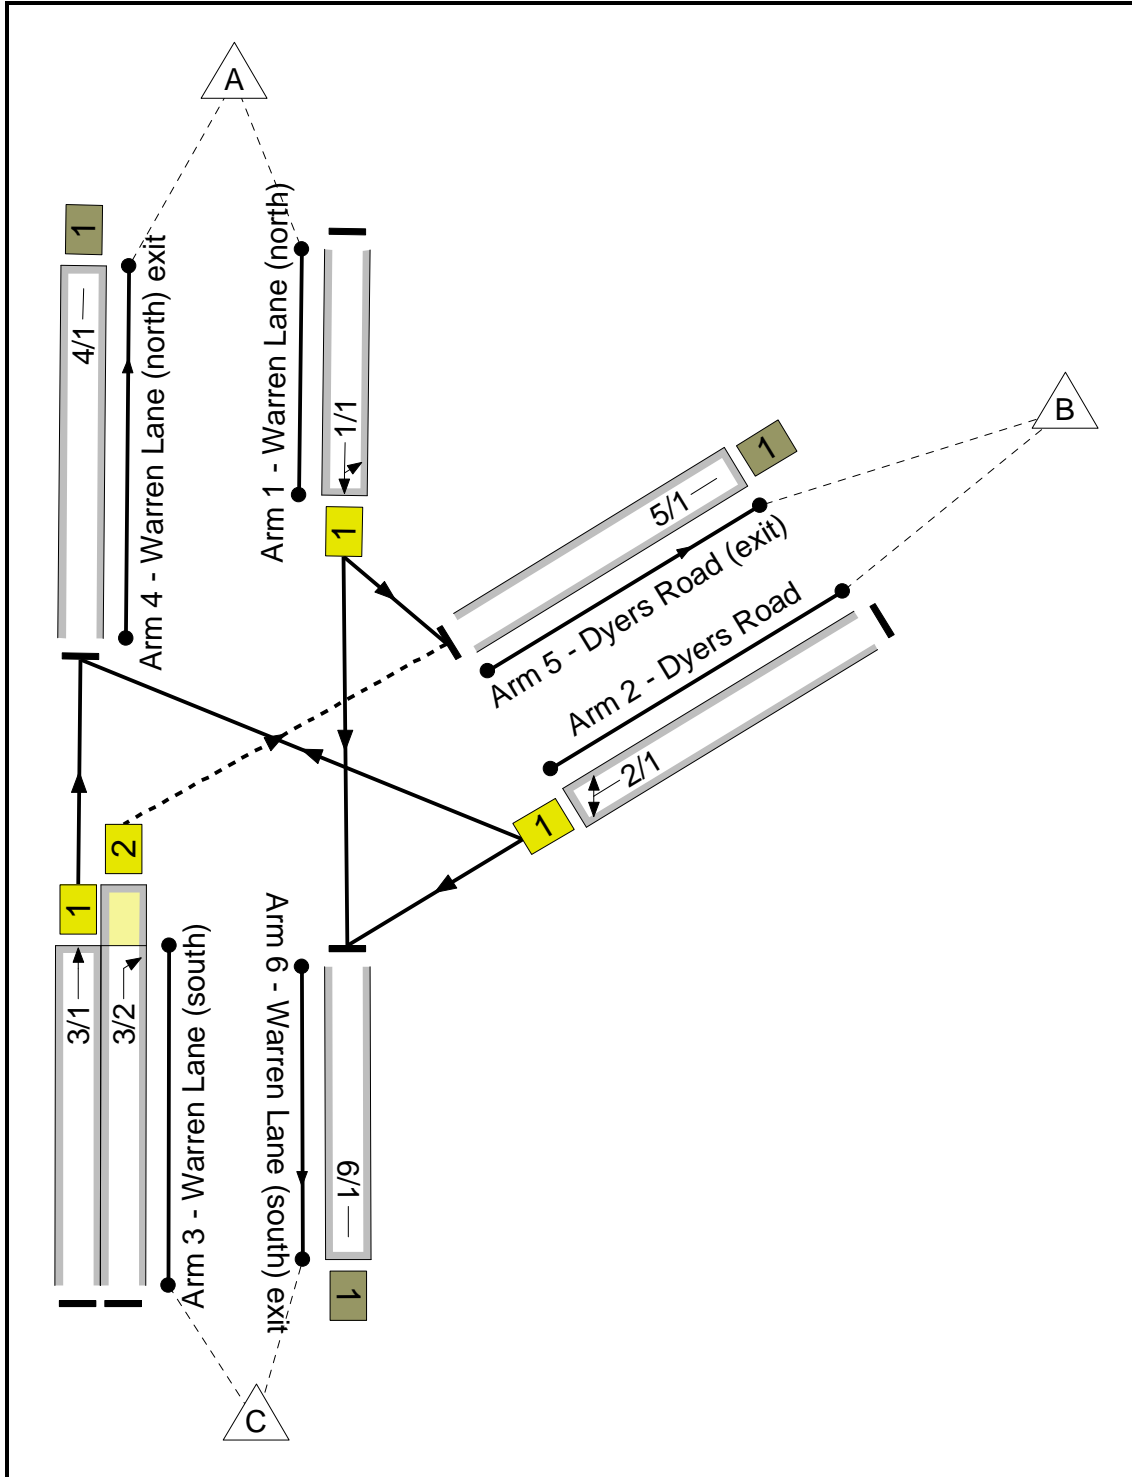 A
1
4/1
Arm 4 - Warren Lane (north) exit
Arm 1 - Warren Lane (north)
1/1
1
B
1
5/1
Arm 5 - Dyers Road (exit)
Arm 2 - Dyers Road
2/1
1
2
1
3/1
3/2
Arm 3 - Warren Lane (south)
Arm 6 - Warren Lane (south) exit
6/1
1
C